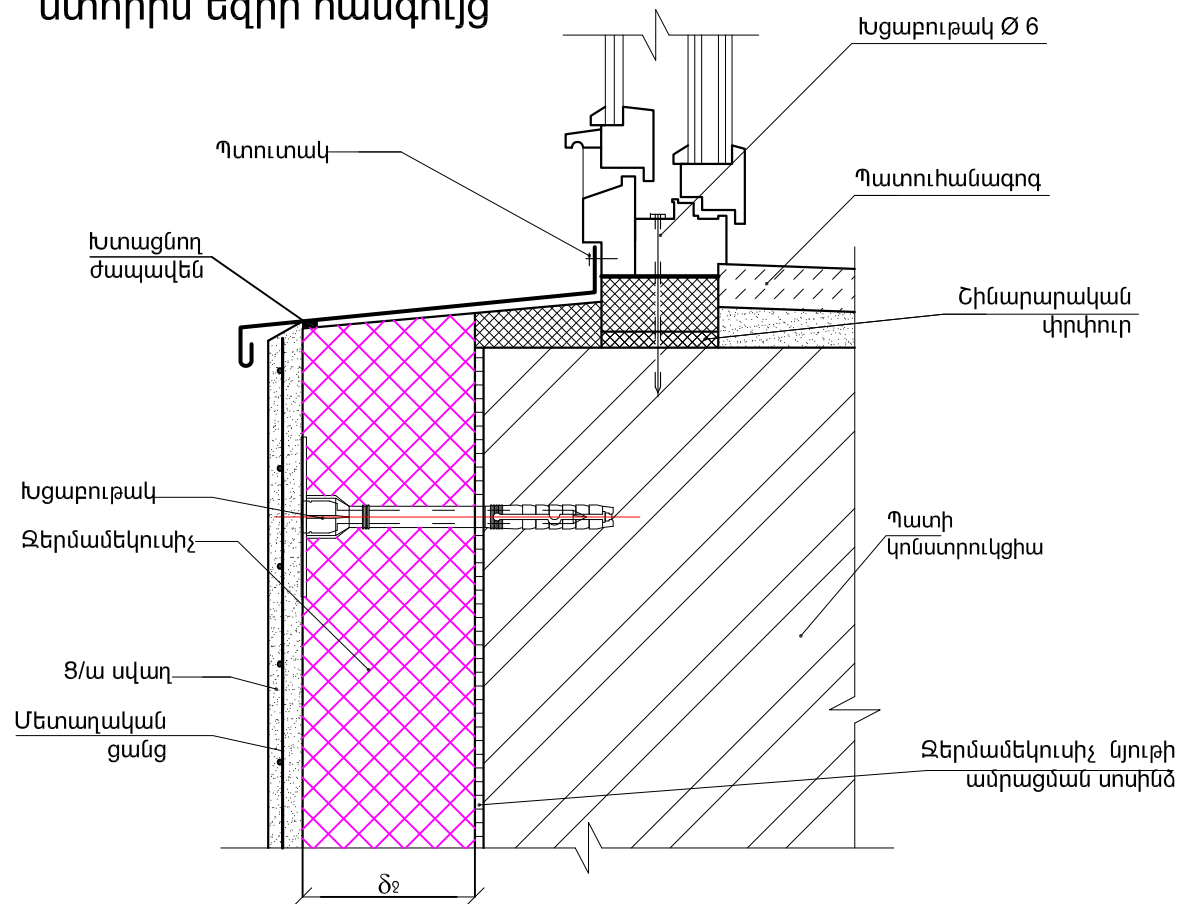 ստորին եզրի հանգույց
Խցաբութակ Ø 6
Պտուտակ
Պատուհանագոգ
Խտացնող
ժապավեն
Շինարարական
փրփուր
Խցաբութակ
Ջերմամեկուսիչ
Պատի
կոնստրուկցիա
Ց/ա սվաղ
Մետաղական
ցանց
Ջերմամեկուսիչ նյութի
ամրացման սոսինձ
δջ